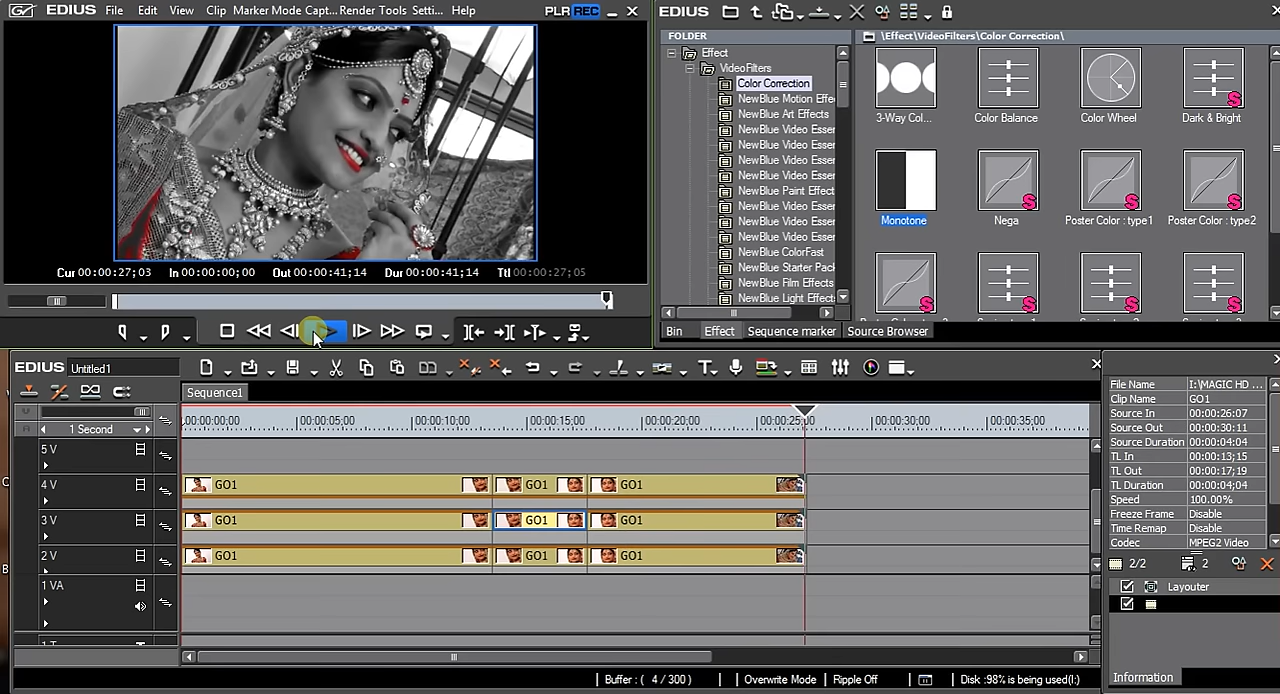 EDIUS File Edit View Clip Marker Mode Capt... Render Tools Setti... Help PLR REC
Cur 00:00:27;03 In 00:00:00;00 Out 00:00:41;14 Dur 00:00:41;14 Ttl 00:00:27;05
EDIUS
FOLDER
Effect
VideoFilters
Color Correction
NewBlue Motion Effe
NewBlue Art Effects
NewBlue Video Esser
NewBlue Video Esser
NewBlue Video Esser
NewBlue Video Esser
NewBlue Paint Effect
NewBlue Video Esser
NewBlue Video Esser
NewBlue Video Esser
NewBlue ColorFast
NewBlue Starter Pack
NewBlue Film Effects
NewBlue Light Effects
\Effect\VideoFilters\Color Correction\
3-Way Col... Color Balance Color Wheel Dark & Bright
Monotone Nega Poster Color : type1 Poster Color : type2
Bin Effect Sequence marker Source Browser
EDIUS Untitled1
Sequence1
1 Second
00:00:00;00 00:00:05;00 00:00:10;00 00:00:15;00 00:00:20;00 00:00:25;00 00:00:30;00 00:00:35;00
5 V
4 V GO1 GO1 GO1
3 V GO1 GO1 GO1
2 V GO1 GO1 GO1
1 VA
Buffer : ( 4 / 300 ) Overwrite Mode Ripple Off Disk :98% is being used(I:)
File Name I:\MAGIC HD ...
Clip Name GO1
Source In 00:00:26:07
Source Out 00:00:30:11
Source Duration 00:00:04:04
TL In 00:00:13;15
TL Out 00:00:17;19
TL Duration 00:00:04;04
Speed 100.00%
Freeze Frame Disable
Time Remap Disable
Codec MPEG2 Video
2/2 2
Layouter
Information